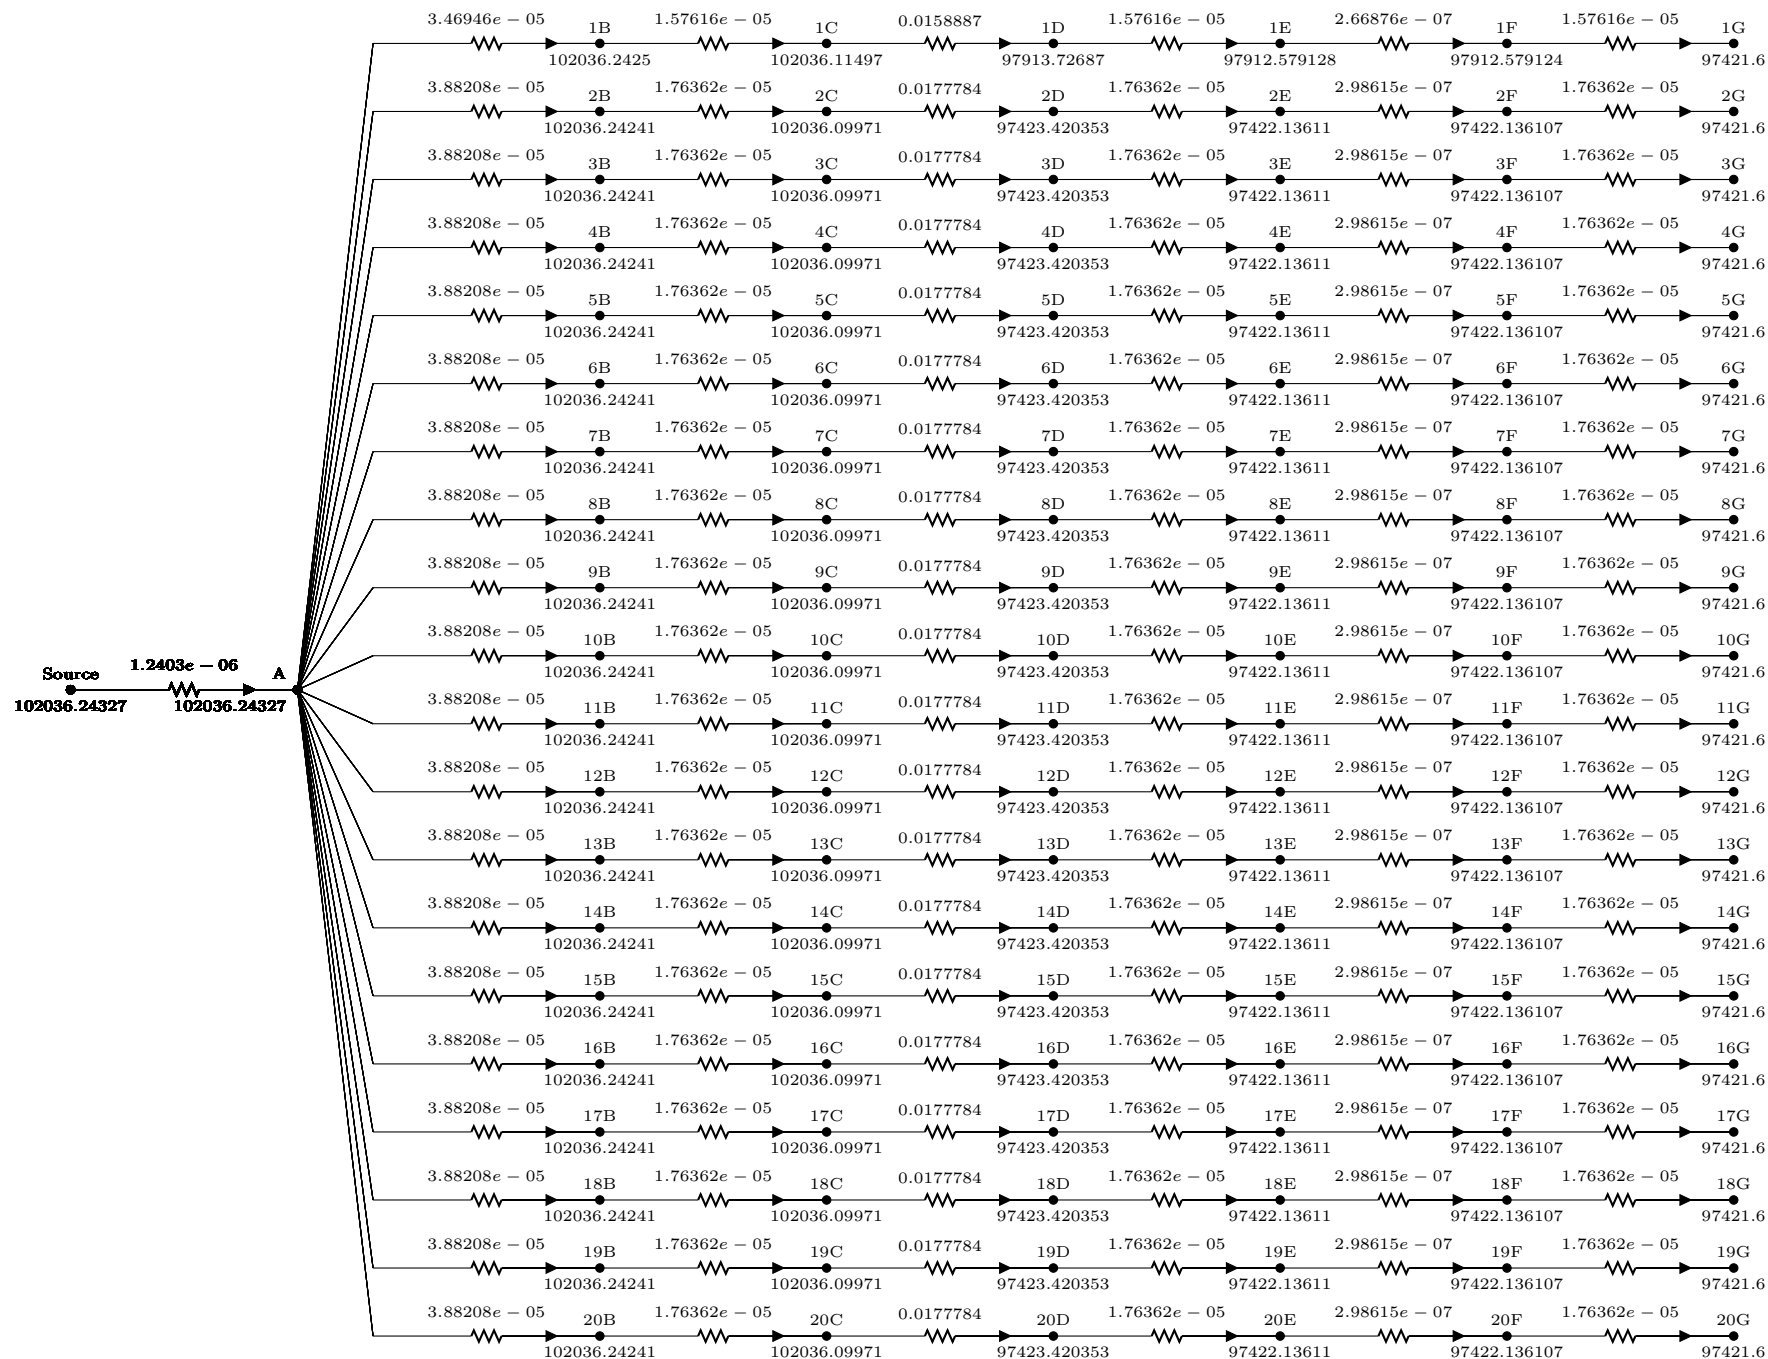 3.46946e − 05 1.57616e − 05 0.0158887 1.57616e − 05 2.66876e − 07 1.57616e − 05
1B 1C 1D 1E 1F 1G
102036.2425 102036.11497 97913.72687 97912.579128 97912.579124 97421.6
3.88208e − 05 1.76362e − 05 0.0177784 1.76362e − 05 2.98615e − 07 1.76362e − 05
2B 2C 2D 2E 2F 2G
102036.24241 102036.09971 97423.420353 97422.13611 97422.136107 97421.6
3.88208e − 05 1.76362e − 05 0.0177784 1.76362e − 05 2.98615e − 07 1.76362e − 05
3B 3C 3D 3E 3F 3G
102036.24241 102036.09971 97423.420353 97422.13611 97422.136107 97421.6
3.88208e − 05 1.76362e − 05 0.0177784 1.76362e − 05 2.98615e − 07 1.76362e − 05
4B 4C 4D 4E 4F 4G
102036.24241 102036.09971 97423.420353 97422.13611 97422.136107 97421.6
3.88208e − 05 1.76362e − 05 0.0177784 1.76362e − 05 2.98615e − 07 1.76362e − 05
5B 5C 5D 5E 5F 5G
102036.24241 102036.09971 97423.420353 97422.13611 97422.136107 97421.6
3.88208e − 05 1.76362e − 05 0.0177784 1.76362e − 05 2.98615e − 07 1.76362e − 05
6B 6C 6D 6E 6F 6G
102036.24241 102036.09971 97423.420353 97422.13611 97422.136107 97421.6
3.88208e − 05 1.76362e − 05 0.0177784 1.76362e − 05 2.98615e − 07 1.76362e − 05
7B 7C 7D 7E 7F 7G
102036.24241 102036.09971 97423.420353 97422.13611 97422.136107 97421.6
3.88208e − 05 1.76362e − 05 0.0177784 1.76362e − 05 2.98615e − 07 1.76362e − 05
8B 8C 8D 8E 8F 8G
102036.24241 102036.09971 97423.420353 97422.13611 97422.136107 97421.6
3.88208e − 05 1.76362e − 05 0.0177784 1.76362e − 05 2.98615e − 07 1.76362e − 05
9B 9C 9D 9E 9F 9G
102036.24241 102036.09971 97423.420353 97422.13611 97422.136107 97421.6
3.88208e − 05 1.76362e − 05 0.0177784 1.76362e − 05 2.98615e − 07 1.76362e − 05
10B 10C 10D 10E 10F 10G
102036.24241 102036.09971 97423.420353 97422.13611 97422.136107 97421.6
Source 1.2403e − 06 A
102036.24327 102036.24327
3.88208e − 05 1.76362e − 05 0.0177784 1.76362e − 05 2.98615e − 07 1.76362e − 05
11B 11C 11D 11E 11F 11G
102036.24241 102036.09971 97423.420353 97422.13611 97422.136107 97421.6
3.88208e − 05 1.76362e − 05 0.0177784 1.76362e − 05 2.98615e − 07 1.76362e − 05
12B 12C 12D 12E 12F 12G
102036.24241 102036.09971 97423.420353 97422.13611 97422.136107 97421.6
3.88208e − 05 1.76362e − 05 0.0177784 1.76362e − 05 2.98615e − 07 1.76362e − 05
13B 13C 13D 13E 13F 13G
102036.24241 102036.09971 97423.420353 97422.13611 97422.136107 97421.6
3.88208e − 05 1.76362e − 05 0.0177784 1.76362e − 05 2.98615e − 07 1.76362e − 05
14B 14C 14D 14E 14F 14G
102036.24241 102036.09971 97423.420353 97422.13611 97422.136107 97421.6
3.88208e − 05 1.76362e − 05 0.0177784 1.76362e − 05 2.98615e − 07 1.76362e − 05
15B 15C 15D 15E 15F 15G
102036.24241 102036.09971 97423.420353 97422.13611 97422.136107 97421.6
3.88208e − 05 1.76362e − 05 0.0177784 1.76362e − 05 2.98615e − 07 1.76362e − 05
16B 16C 16D 16E 16F 16G
102036.24241 102036.09971 97423.420353 97422.13611 97422.136107 97421.6
3.88208e − 05 1.76362e − 05 0.0177784 1.76362e − 05 2.98615e − 07 1.76362e − 05
17B 17C 17D 17E 17F 17G
102036.24241 102036.09971 97423.420353 97422.13611 97422.136107 97421.6
3.88208e − 05 1.76362e − 05 0.0177784 1.76362e − 05 2.98615e − 07 1.76362e − 05
18B 18C 18D 18E 18F 18G
102036.24241 102036.09971 97423.420353 97422.13611 97422.136107 97421.6
3.88208e − 05 1.76362e − 05 0.0177784 1.76362e − 05 2.98615e − 07 1.76362e − 05
19B 19C 19D 19E 19F 19G
102036.24241 102036.09971 97423.420353 97422.13611 97422.136107 97421.6
3.88208e − 05 1.76362e − 05 0.0177784 1.76362e − 05 2.98615e − 07 1.76362e − 05
20B 20C 20D 20E 20F 20G
102036.24241 102036.09971 97423.420353 97422.13611 97422.136107 97421.6